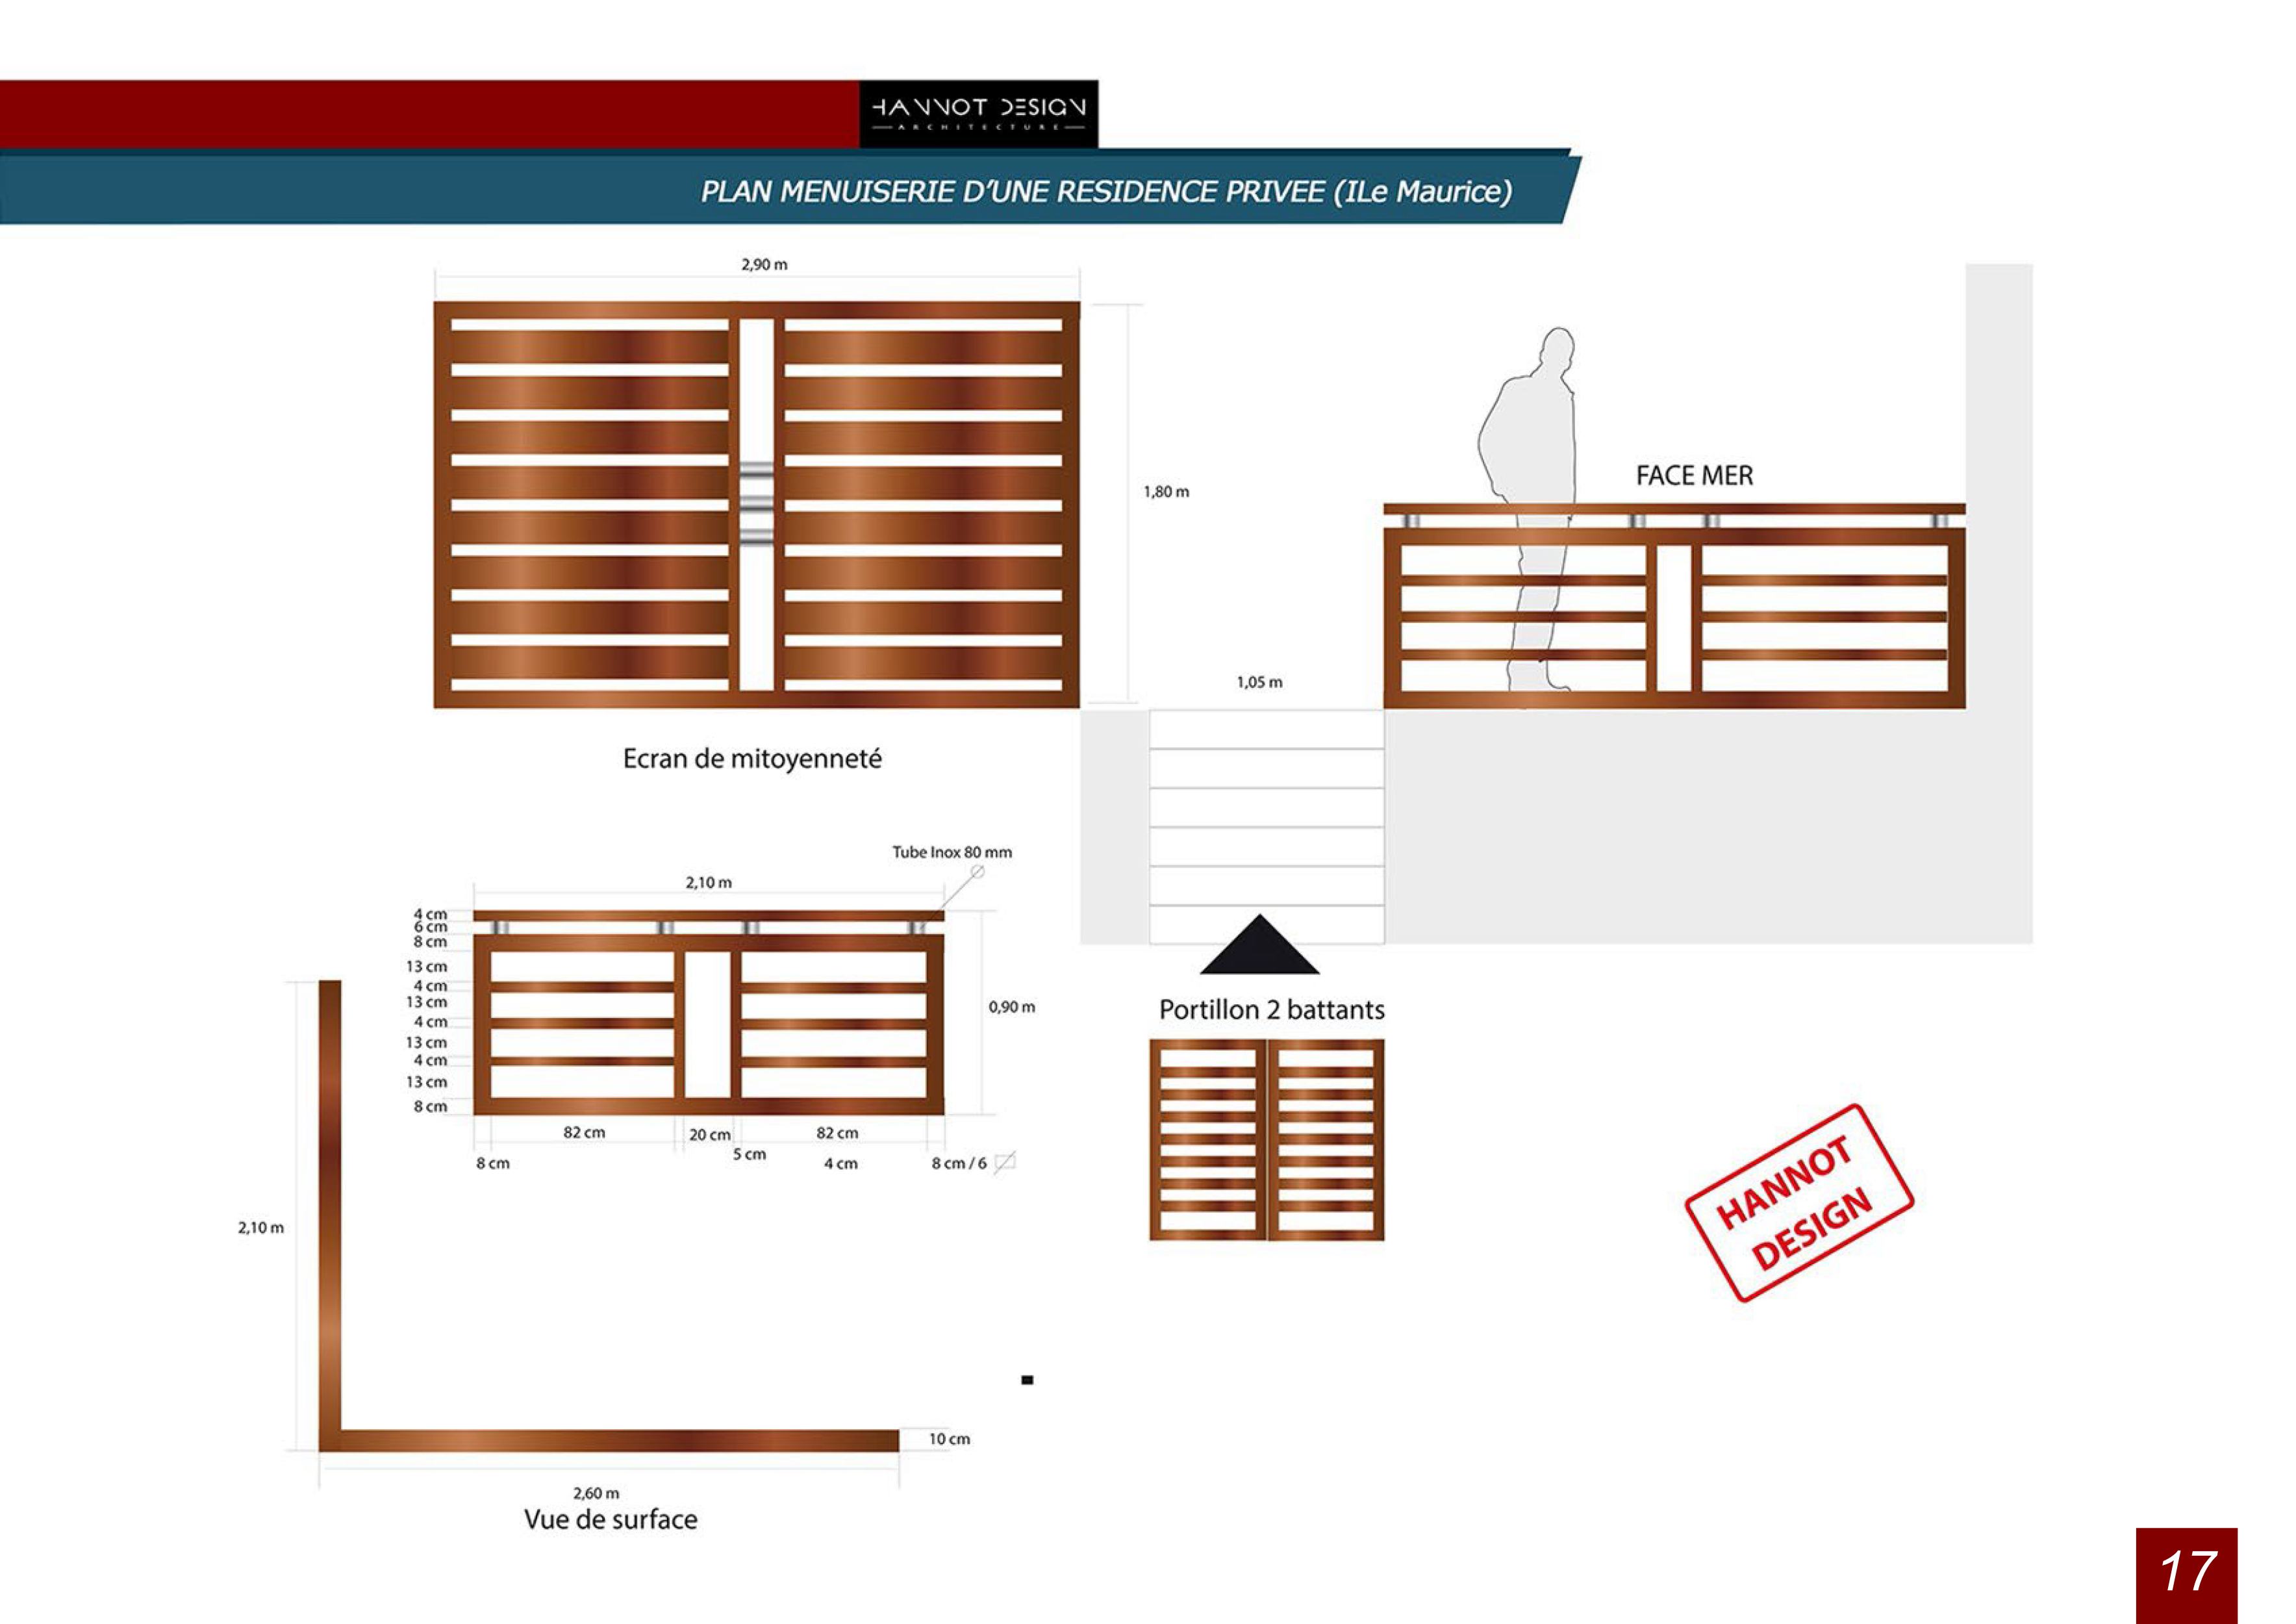 HANNOT DESIGN
ARCHITECTURE
PLAN MENUISERIE D'UNE RESIDENCE PRIVEE (ILe Maurice)
2,90 m
1,80 m
Ecran de mitoyenneté
FACE MER
1,05 m
Portillon 2 battants
Tube Inox 80 mm
2,10 m
4 cm
6 cm
8 cm
13 cm
4 cm
13 cm
4 cm
13 cm
4 cm
13 cm
8 cm
0,90 m
82 cm
20 cm
82 cm
8 cm
5 cm
4 cm
8 cm / 6
2,10 m
10 cm
2,60 m
Vue de surface
HANNOT
DESIGN
17